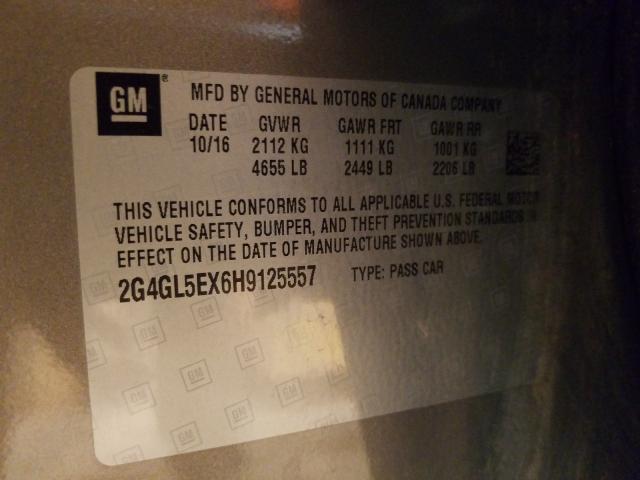 GM ® MFD BY GENERAL MOTORS OF CANADA COMPANY
DATE GVWR GAWR FRT GAWR RR
10/16 2112 KG 1111 KG 1001 KG
4655 LB 2449 LB 2206 LB
THIS VEHICLE CONFORMS TO ALL APPLICABLE U.S. FEDERAL MOTOR
VEHICLE SAFETY, BUMPER, AND THEFT PREVENTION STANDARDS IN
EFFECT ON THE DATE OF MANUFACTURE SHOWN ABOVE.
2G4GL5EX6H9125557 TYPE: PASS CAR